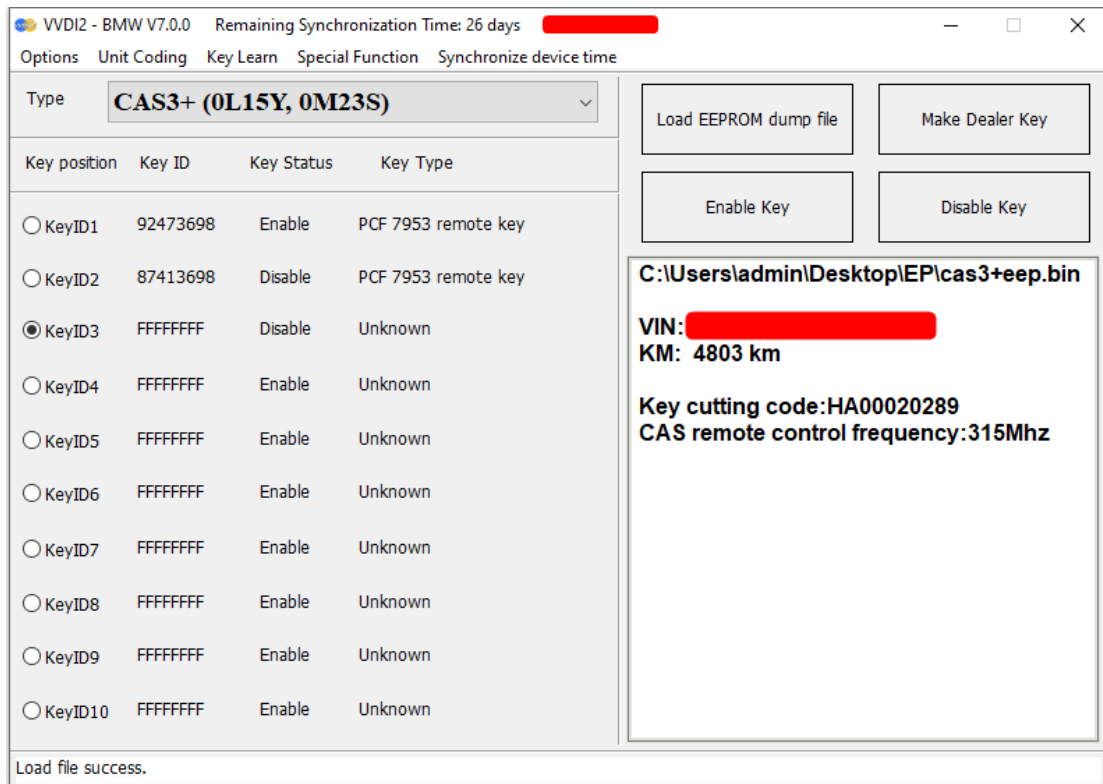 VVDI2 - BMW V7.0.0 Remaining Synchronization Time: 26 days
Options Unit Coding Key Learn Special Function Synchronize device time
Type CAS3+ (0L15Y, 0M23S)
Load EEPROM dump file Make Dealer Key
Key position Key ID Key Status Key Type
Enable Key Disable Key
KeyID1 92473698 Enable PCF 7953 remote key
KeyID2 87413698 Disable PCF 7953 remote key
KeyID3 FFFFFFFF Disable Unknown
KeyID4 FFFFFFFF Enable Unknown
KeyID5 FFFFFFFF Enable Unknown
KeyID6 FFFFFFFF Enable Unknown
KeyID7 FFFFFFFF Enable Unknown
KeyID8 FFFFFFFF Enable Unknown
KeyID9 FFFFFFFF Enable Unknown
KeyID10 FFFFFFFF Enable Unknown
C:\Users\admin\Desktop\EP\cas3+eep.bin
VIN:
KM: 4803 km
Key cutting code:HA00020289
CAS remote control frequency:315Mhz
Load file success.